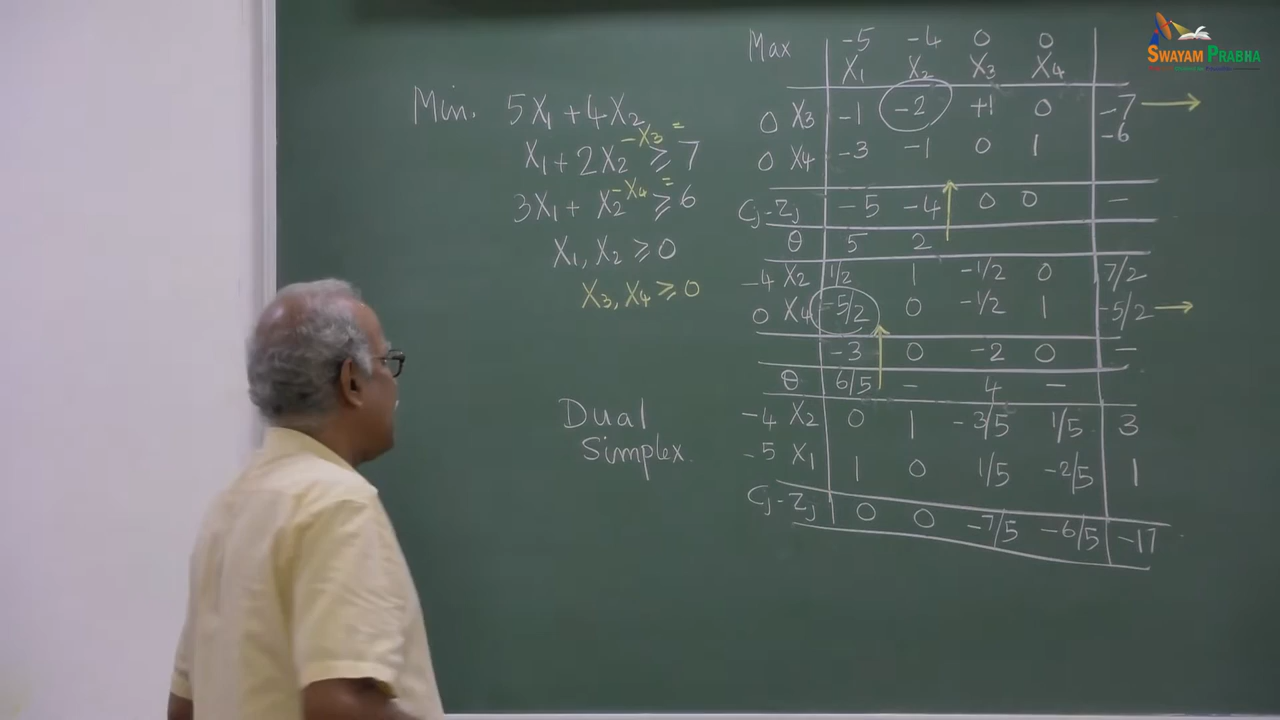 SWAYAM PRABHA
Min. 5X₁ + 4X₂
X₁ + 2X₂ -X₃ = ≥ 7
3X₁ + X₂ -X₄ = ≥ 6
X₁, X₂ ≥ 0
X₃, X₄ ≥ 0
Dual
Simplex.
Max -5 -4 0 0
X₁ X₂ X₃ X₄
0 X₃ -1 -2 +1 0 -7 →
0 X₄ -3 -1 0 1 -6
Cj-Zj -5 -4 0 0 -
θ 5 2
-4 X₂ 1/2 1 -1/2 0 7/2
0 X₄ -5/2 0 -1/2 1 -5/2 →
-3 0 -2 0 -
θ 6/5 - 4 -
-4 X₂ 0 1 -3/5 1/5 3
-5 X₁ 1 0 1/5 -2/5 1
Cj-Zj 0 0 -7/5 -6/5 -17